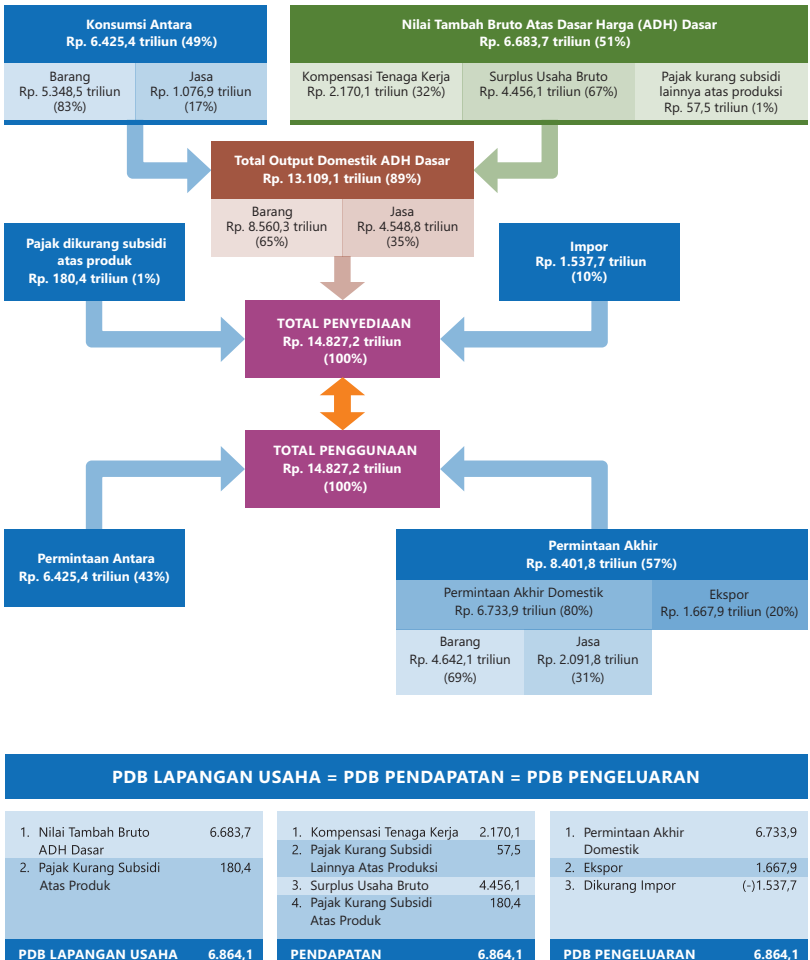 Konsumsi Antara
Rp. 6.425,4 triliun (49%)
Barang
Rp. 5.348,5 triliun
(83%)
Jasa
Rp. 1.076,9 triliun
(17%)
Nilai Tambah Bruto Atas Dasar Harga (ADH) Dasar
Rp. 6.683,7 triliun (51%)
Kompensasi Tenaga Kerja
Rp. 2.170,1 triliun (32%)
Surplus Usaha Bruto
Rp. 4.456,1 triliun (67%)
Pajak kurang subsidi
lainnya atas produksi
Rp. 57,5 triliun (1%)
Total Output Domestik ADH Dasar
Rp. 13.109,1 triliun (89%)
Barang
Rp. 8.560,3 triliun
(65%)
Jasa
Rp. 4.548,8 triliun
(35%)
Pajak dikurang subsidi
atas produk
Rp. 180,4 triliun (1%)
Impor
Rp. 1.537,7 triliun
(10%)
TOTAL PENYEDIAAN
Rp. 14.827,2 triliun
(100%)
TOTAL PENGGUNAAN
Rp. 14.827,2 triliun
(100%)
Permintaan Antara
Rp. 6.425,4 triliun (43%)
Permintaan Akhir
Rp. 8.401,8 triliun (57%)
Permintaan Akhir Domestik
Rp. 6.733,9 triliun (80%)
Ekspor
Rp. 1.667,9 triliun (20%)
Barang
Rp. 4.642,1 triliun
(69%)
Jasa
Rp. 2.091,8 triliun
(31%)
PDB LAPANGAN USAHA = PDB PENDAPATAN = PDB PENGELUARAN
1. Nilai Tambah Bruto 6.683,7
ADH Dasar
2. Pajak Kurang Subsidi 180,4
Atas Produk
PDB LAPANGAN USAHA 6.864,1
1. Kompensasi Tenaga Kerja 2.170,1
2. Pajak Kurang Subsidi 57,5
Lainnya Atas Produksi
3. Surplus Usaha Bruto 4.456,1
4. Pajak Kurang Subsidi 180,4
Atas Produk
PENDAPATAN 6.864,1
1. Permintaan Akhir 6.733,9
Domestik
2. Ekspor 1.667,9
3. Dikurang Impor (-)1.537,7
PDB PENGELUARAN 6.864,1